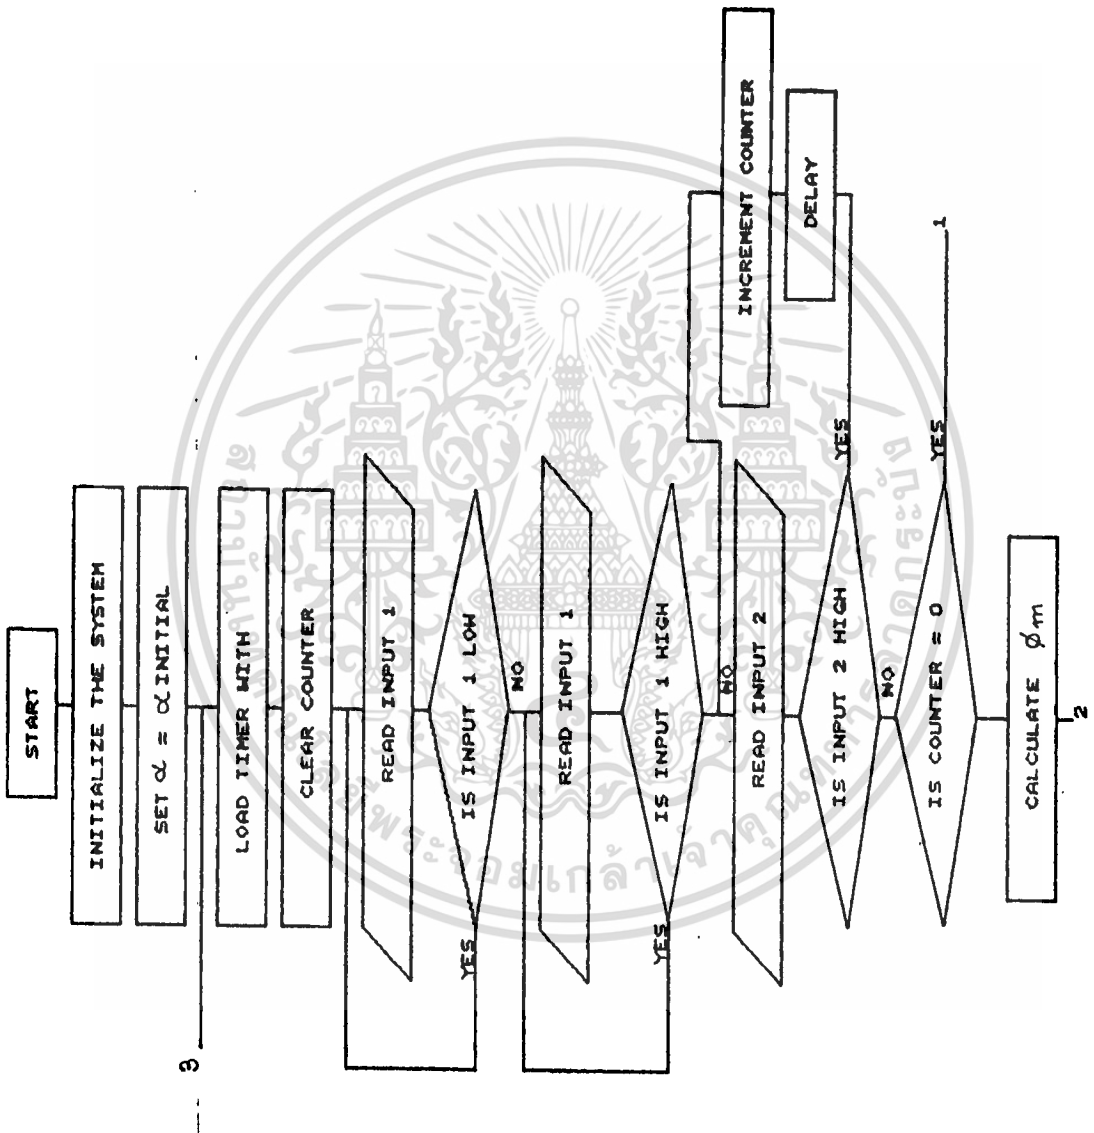 START
INITIALIZE THE SYSTEM
SET α = α INITIAL
3
LOAD TIMER WITH
CLEAR COUNTER
READ INPUT 1
IS INPUT 1 LOW
YES
NO
READ INPUT 1
IS INPUT 1 HIGH
YES
NO
INCREMENT COUNTER
DELAY
READ INPUT 2
IS INPUT 2 HIGH
YES
NO
IS COUNTER = 0
YES
1
CALCULATE ϕm
2